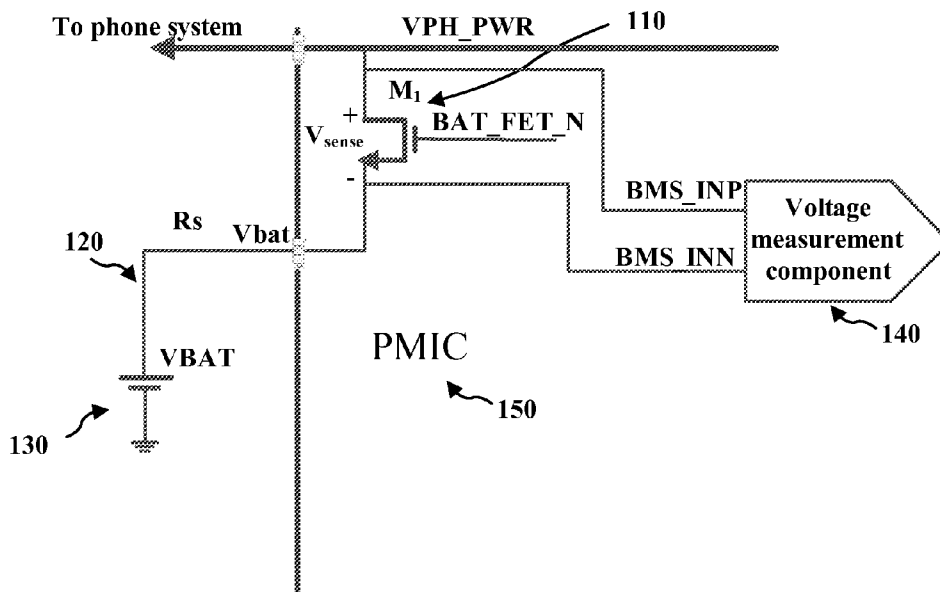 To phone system
VPH_PWR
110
M1
+
Vsense
BAT_FET_N
-
BMS_INP
Rs
Vbat
Voltage
measurement
component
120
BMS_INN
140
PMIC
VBAT
150
130